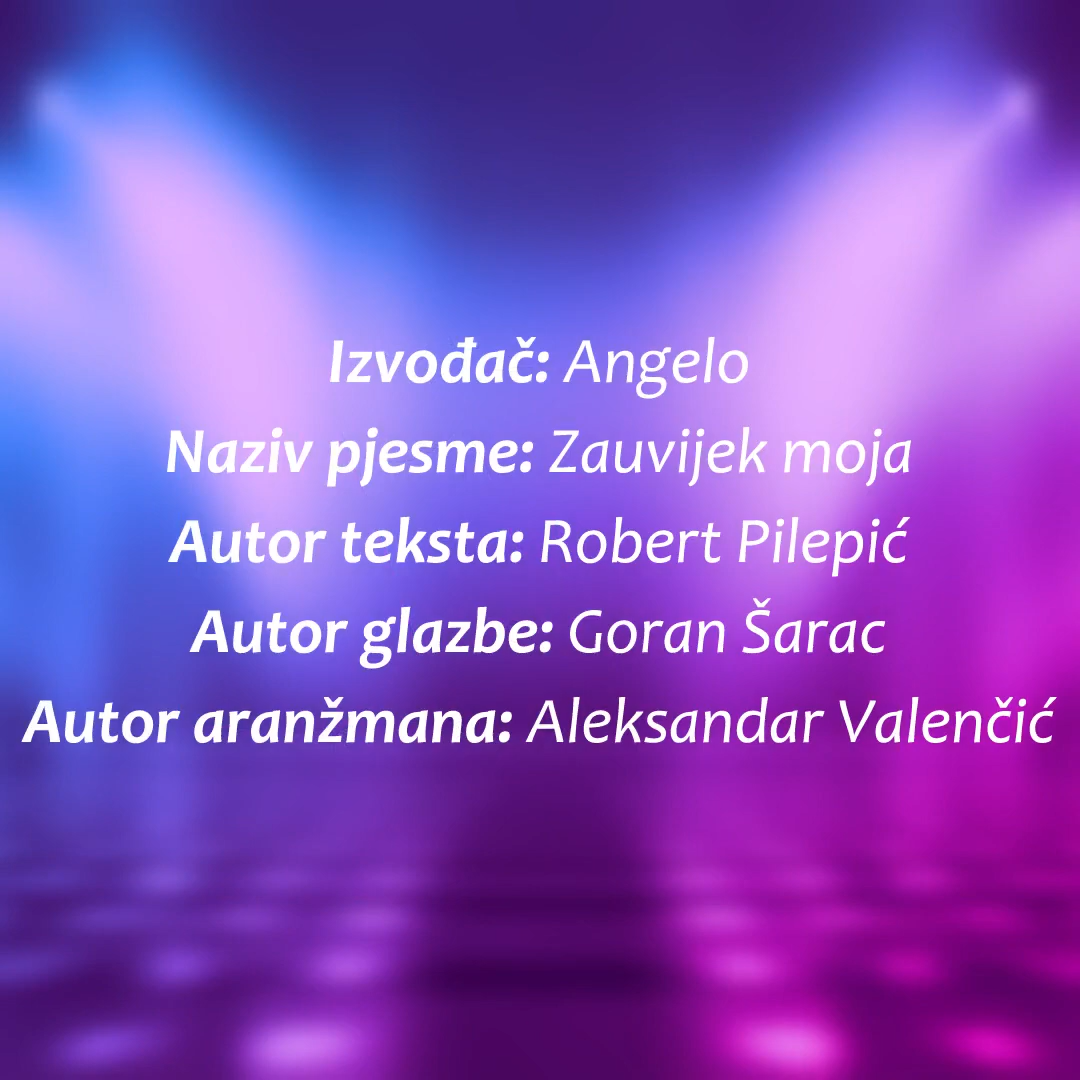 Izvođač: Angelo
Naziv pjesme: Zauvijek moja
Autor teksta: Robert Pilepić
Autor glazbe: Goran Šarac
Autor aranžmana: Aleksandar Valenčić